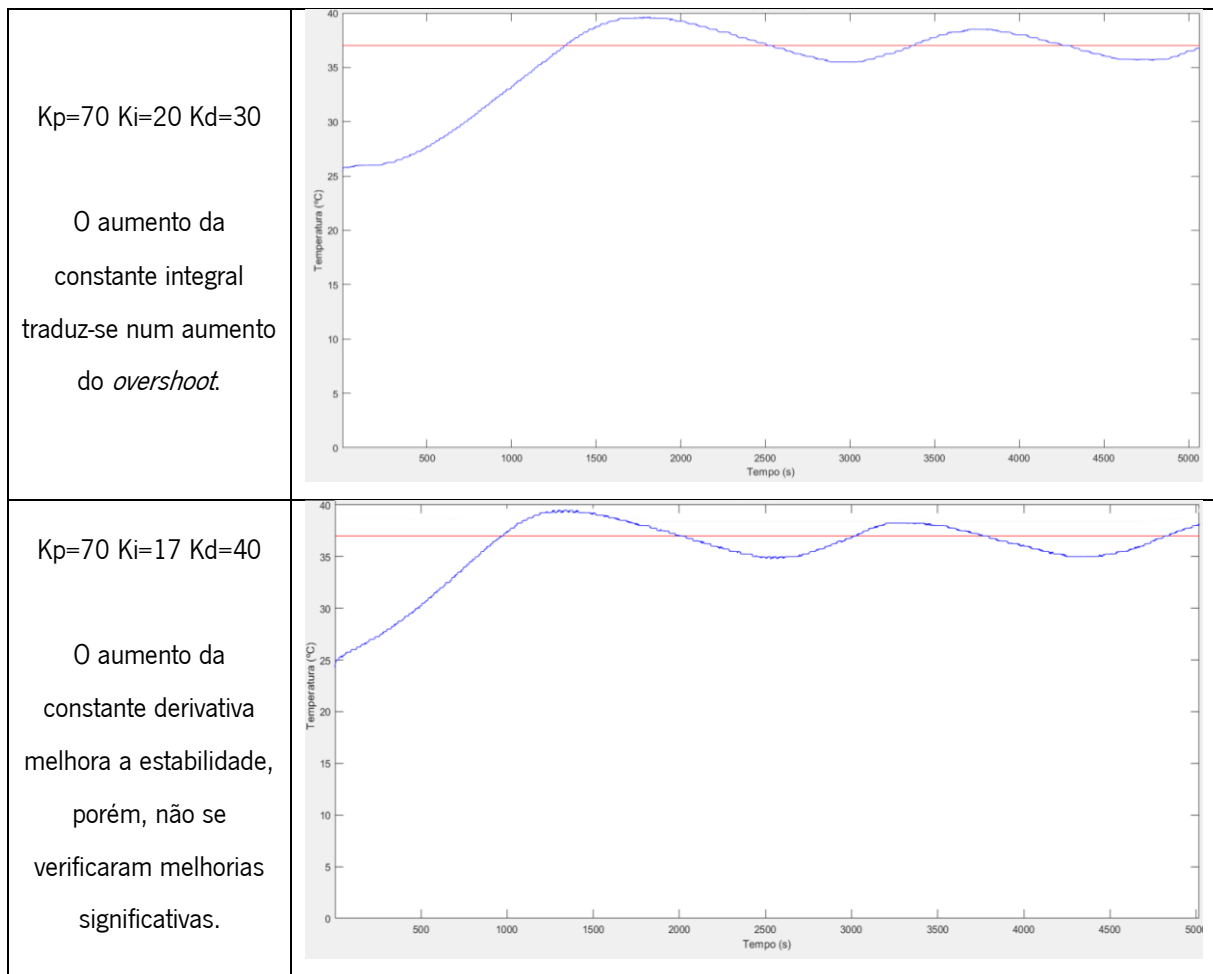 Kp=70 Ki=20 Kd=30
O aumento da
constante integral
traduz-se num aumento
do overshoot.
40
35
30
25
20
15
10
5
0
Temperatura (ºC)
500 1000 1500 2000 2500 3000 3500 4000 4500 5000
Tempo (s)
Kp=70 Ki=17 Kd=40
O aumento da
constante derivativa
melhora a estabilidade,
porém, não se
verificaram melhorias
significativas.
40
35
30
25
20
15
10
5
0
Temperatura (ºC)
500 1000 1500 2000 2500 3000 3500 4000 4500 5000
Tempo (s)